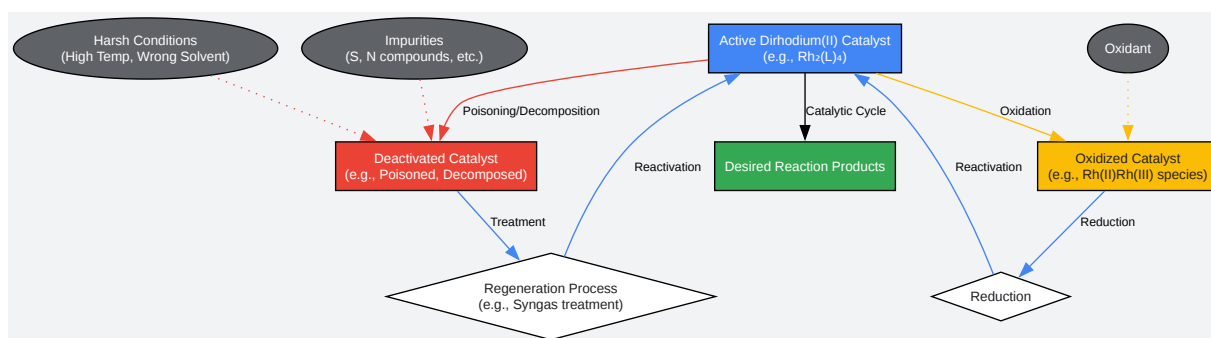 Harsh Conditions
(High Temp, Wrong Solvent)
Impurities
(S, N compounds, etc.)
Active Dirhodium(II) Catalyst
(e.g., Rh₂(L)₄)
Oxidant
Poisoning/Decomposition
Catalytic Cycle
Oxidation
Deactivated Catalyst
(e.g., Poisoned, Decomposed)
Reactivation
Desired Reaction Products
Reactivation
Oxidized Catalyst
(e.g., Rh(II)Rh(III) species)
Treatment
Reduction
Regeneration Process
(e.g., Syngas treatment)
Reduction